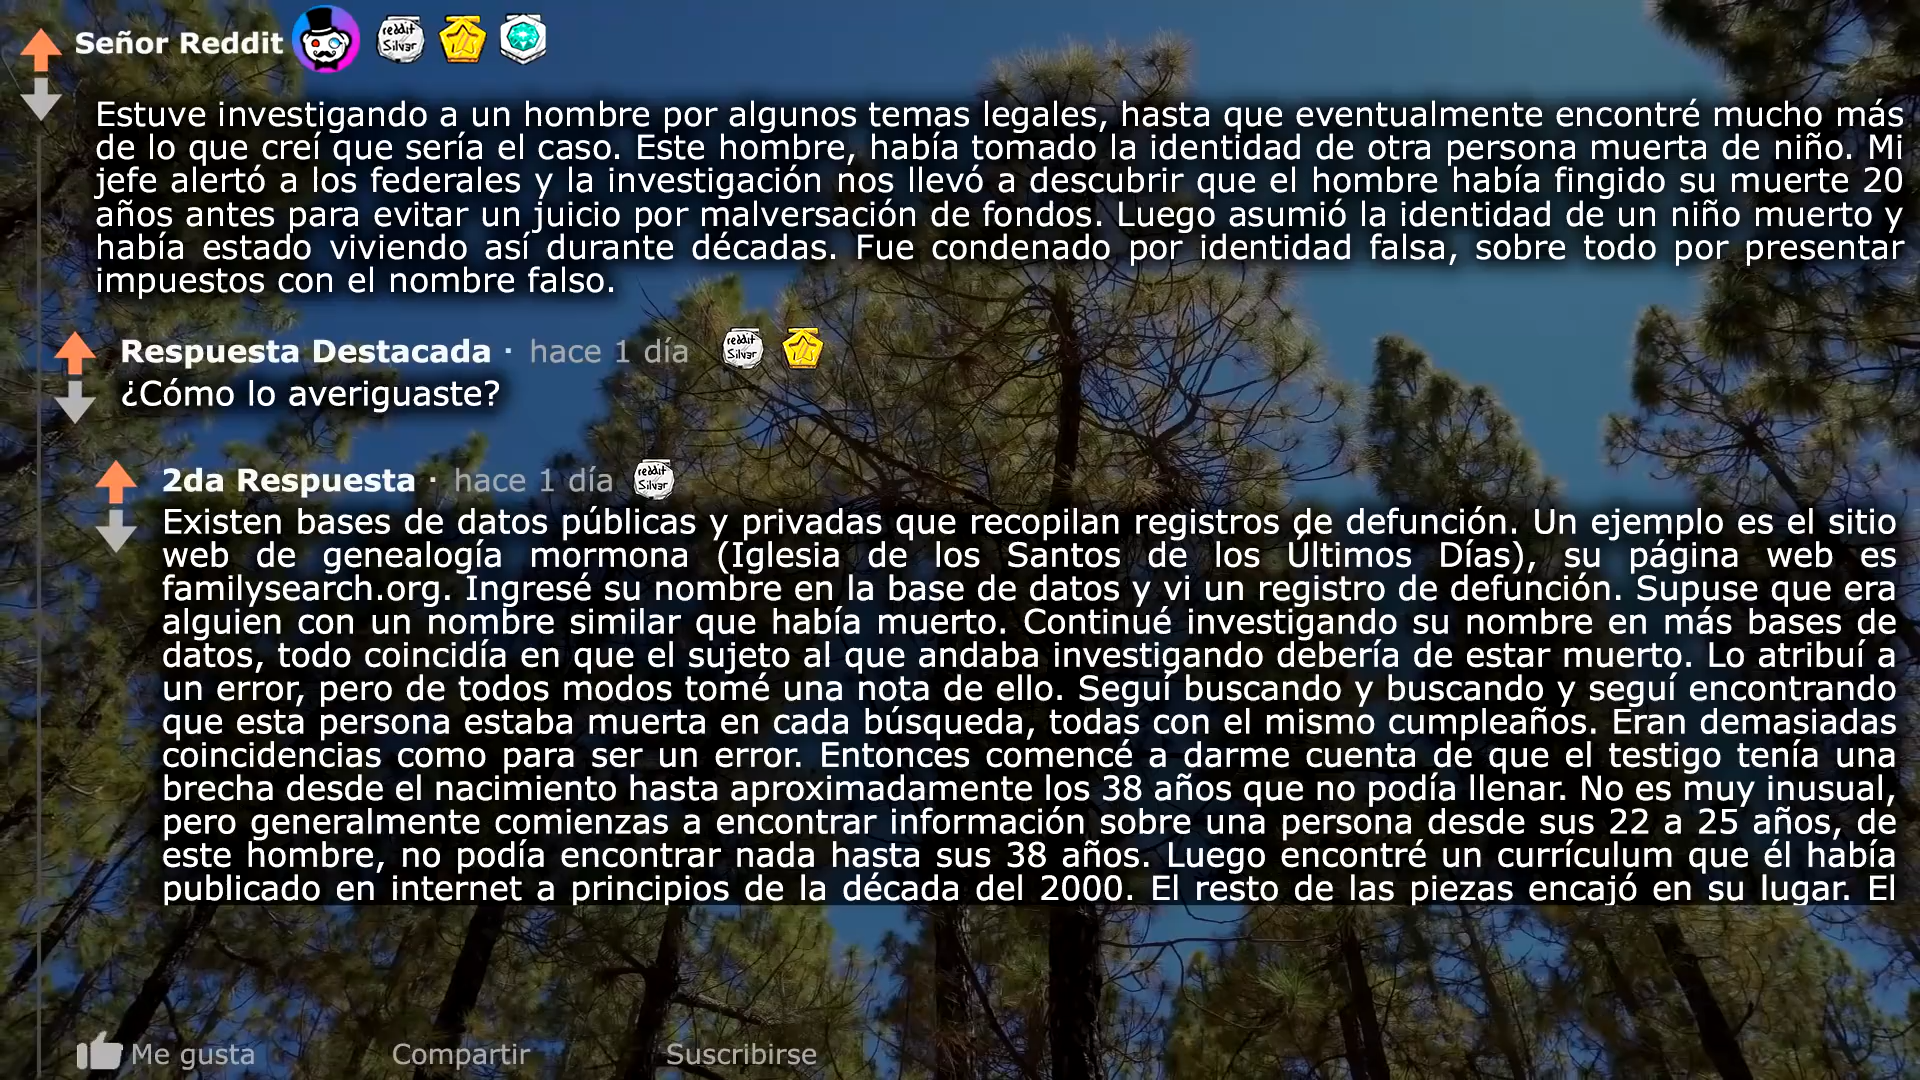 Señor Reddit
reddit Silver
Estuve investigando a un hombre por algunos temas legales, hasta que eventualmente encontré mucho más
de lo que creí que sería el caso. Este hombre, había tomado la identidad de otra persona muerta de niño. Mi
jefe alertó a los federales y la investigación nos llevó a descubrir que el hombre había fingido su muerte 20
años antes para evitar un juicio por malversación de fondos. Luego asumió la identidad de un niño muerto y
había estado viviendo así durante décadas. Fue condenado por identidad falsa, sobre todo por presentar
impuestos con el nombre falso.
Respuesta Destacada · hace 1 día
reddit Silver
¿Cómo lo averiguaste?
2da Respuesta · hace 1 día
reddit Silver
Existen bases de datos públicas y privadas que recopilan registros de defunción. Un ejemplo es el sitio
web de genealogía mormona (Iglesia de los Santos de los Últimos Días), su página web es
familysearch.org. Ingresé su nombre en la base de datos y vi un registro de defunción. Supuse que era
alguien con un nombre similar que había muerto. Continué investigando su nombre en más bases de
datos, todo coincidía en que el sujeto al que andaba investigando debería de estar muerto. Lo atribuí a
un error, pero de todos modos tomé una nota de ello. Seguí buscando y buscando y seguí encontrando
que esta persona estaba muerta en cada búsqueda, todas con el mismo cumpleaños. Eran demasiadas
coincidencias como para ser un error. Entonces comencé a darme cuenta de que el testigo tenía una
brecha desde el nacimiento hasta aproximadamente los 38 años que no podía llenar. No es muy inusual,
pero generalmente comienzas a encontrar información sobre una persona desde sus 22 a 25 años, de
este hombre, no podía encontrar nada hasta sus 38 años. Luego encontré un currículum que él había
publicado en internet a principios de la década del 2000. El resto de las piezas encajó en su lugar. El
Me gusta
Compartir
Suscribirse